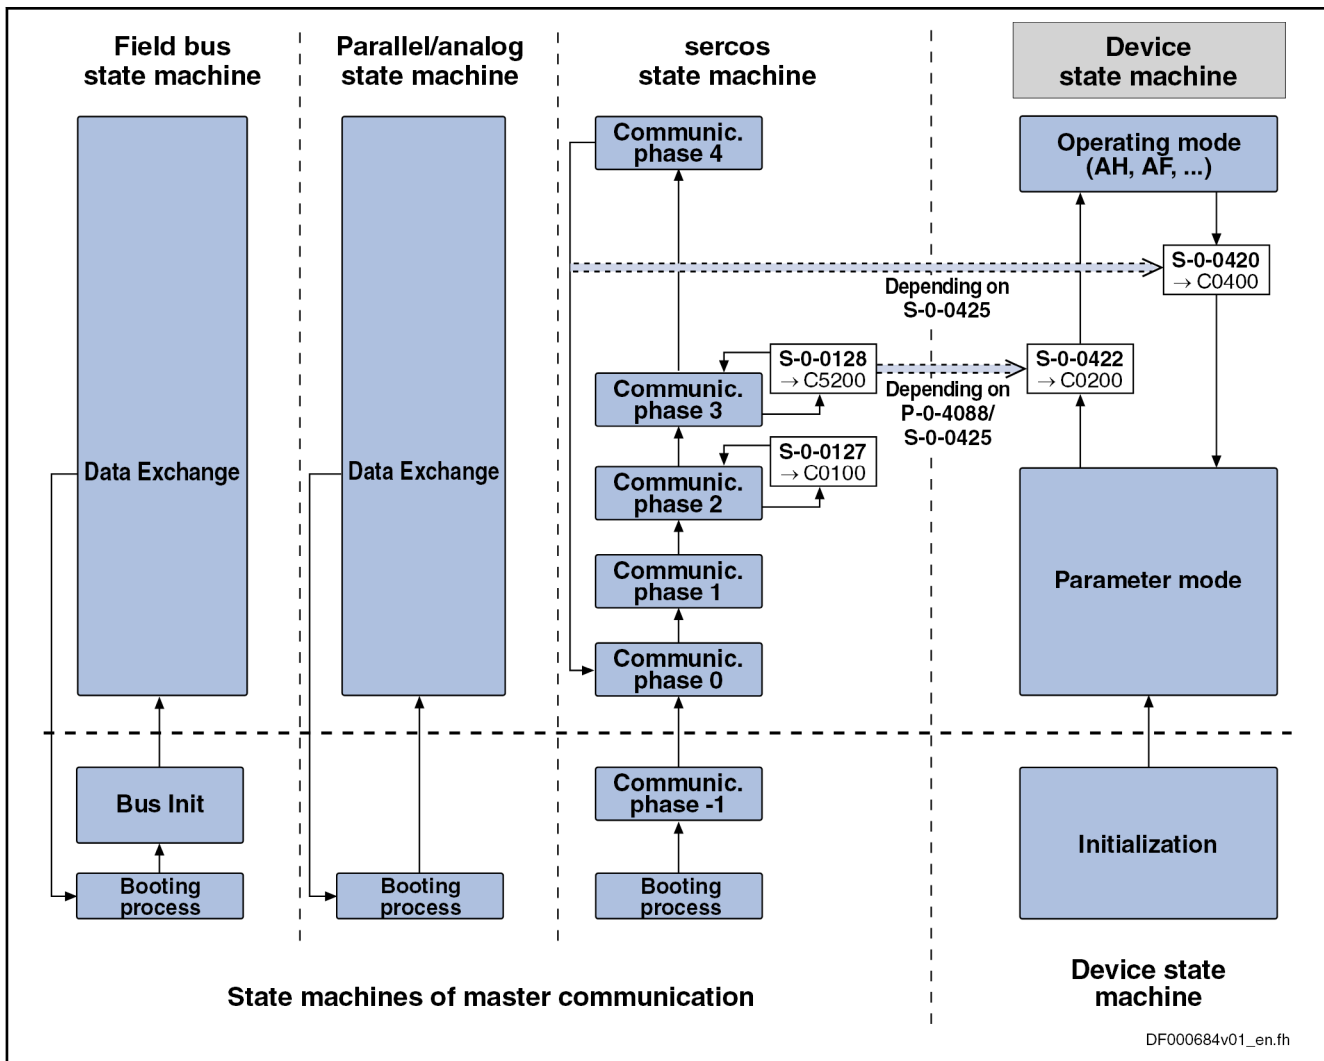 Field bus
state machine
Parallel/analog
state machine
sercos
state machine
Device
state machine
Communic.
phase 4
Operating mode
(AH, AF, ...)
S-0-0420
→ C0400
Depending on
S-0-0425
S-0-0128
→ C5200
S-0-0422
→ C0200
Communic.
phase 3
Depending on
P-0-4088/
S-0-0425
S-0-0127
→ C0100
Data Exchange
Data Exchange
Communic.
phase 2
Communic.
phase 1
Parameter mode
Communic.
phase 0
Bus Init
Communic.
phase -1
Initialization
Booting
process
Booting
process
Booting
process
State machines of master communication
Device state
machine
DF000684v01_en.fh